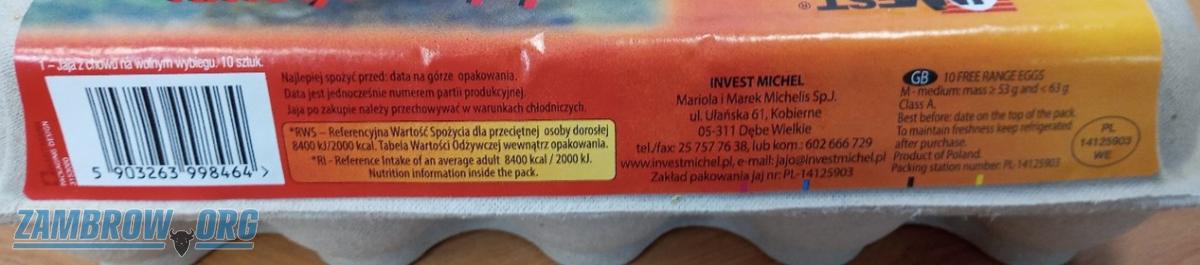 VEST
1 – Jaja z chowu na wolnym wybiegu. 10 sztuk.
5 903263 998464 >
Najlepiej spożyć przed: data na górze opakowania.
Data jest jednocześnie numerem partii produkcyjnej.
Jaja po zakupie należy przechowywać w warunkach chłodniczych.
*RWS – Referencyjna Wartość Spożycia dla przeciętnej osoby dorosłej
8400 kJ/2000 kcal. Tabela Wartości Odżywczej wewnątrz opakowania.
*RI - Reference Intake of an average adult 8400 kcal / 2000 kJ.
Nutrition information inside the pack.
INVEST MICHEL
Mariola i Marek Michelis Sp.J.
ul. Ułańska 61, Kobierne
05-311 Dębe Wielkie
tel./fax: 25 757 76 38, lub kom.: 602 666 729
www.investmichel.pl, e-mail: jajo@investmichel.pl
Zakład pakowania jaj nr: PL-14125903
GB 10 FREE RANGE EGGS
M - medium: mass ≥ 53 g and < 63 g
Class A.
Best before: date on the top of the pack.
To maintain freshness keep refrigerated
after purchase.
Product of Poland.
Packing station number: PL-14125903
PL
14125903
WE
ZAMBROW.ORG